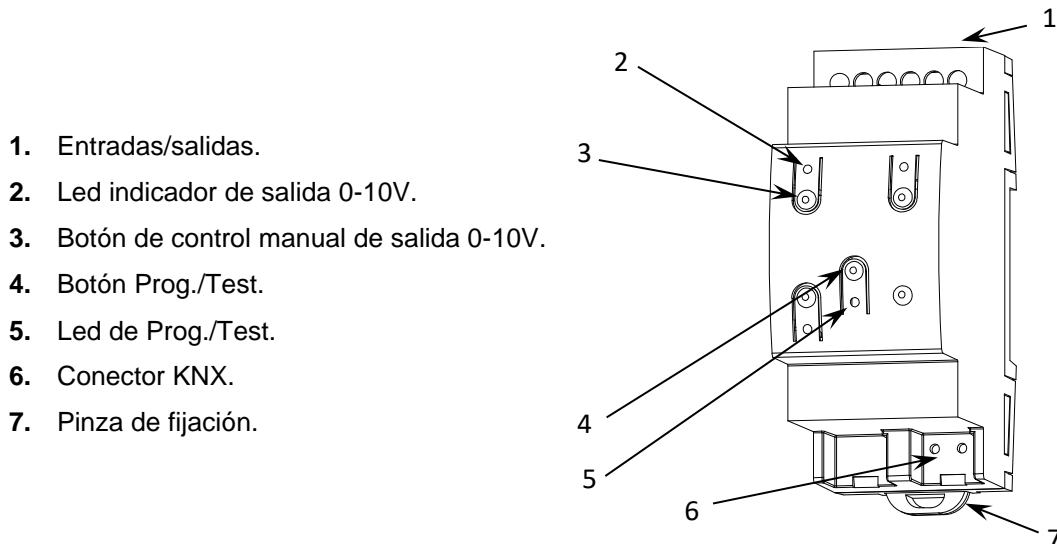 1. Entradas/salidas.
2. Led indicador de salida 0-10V.
3. Botón de control manual de salida 0-10V.
4. Botón Prog./Test.
5. Led de Prog./Test.
6. Conector KNX.
7. Pinza de fijación.
1
2
3
4
5
6
7